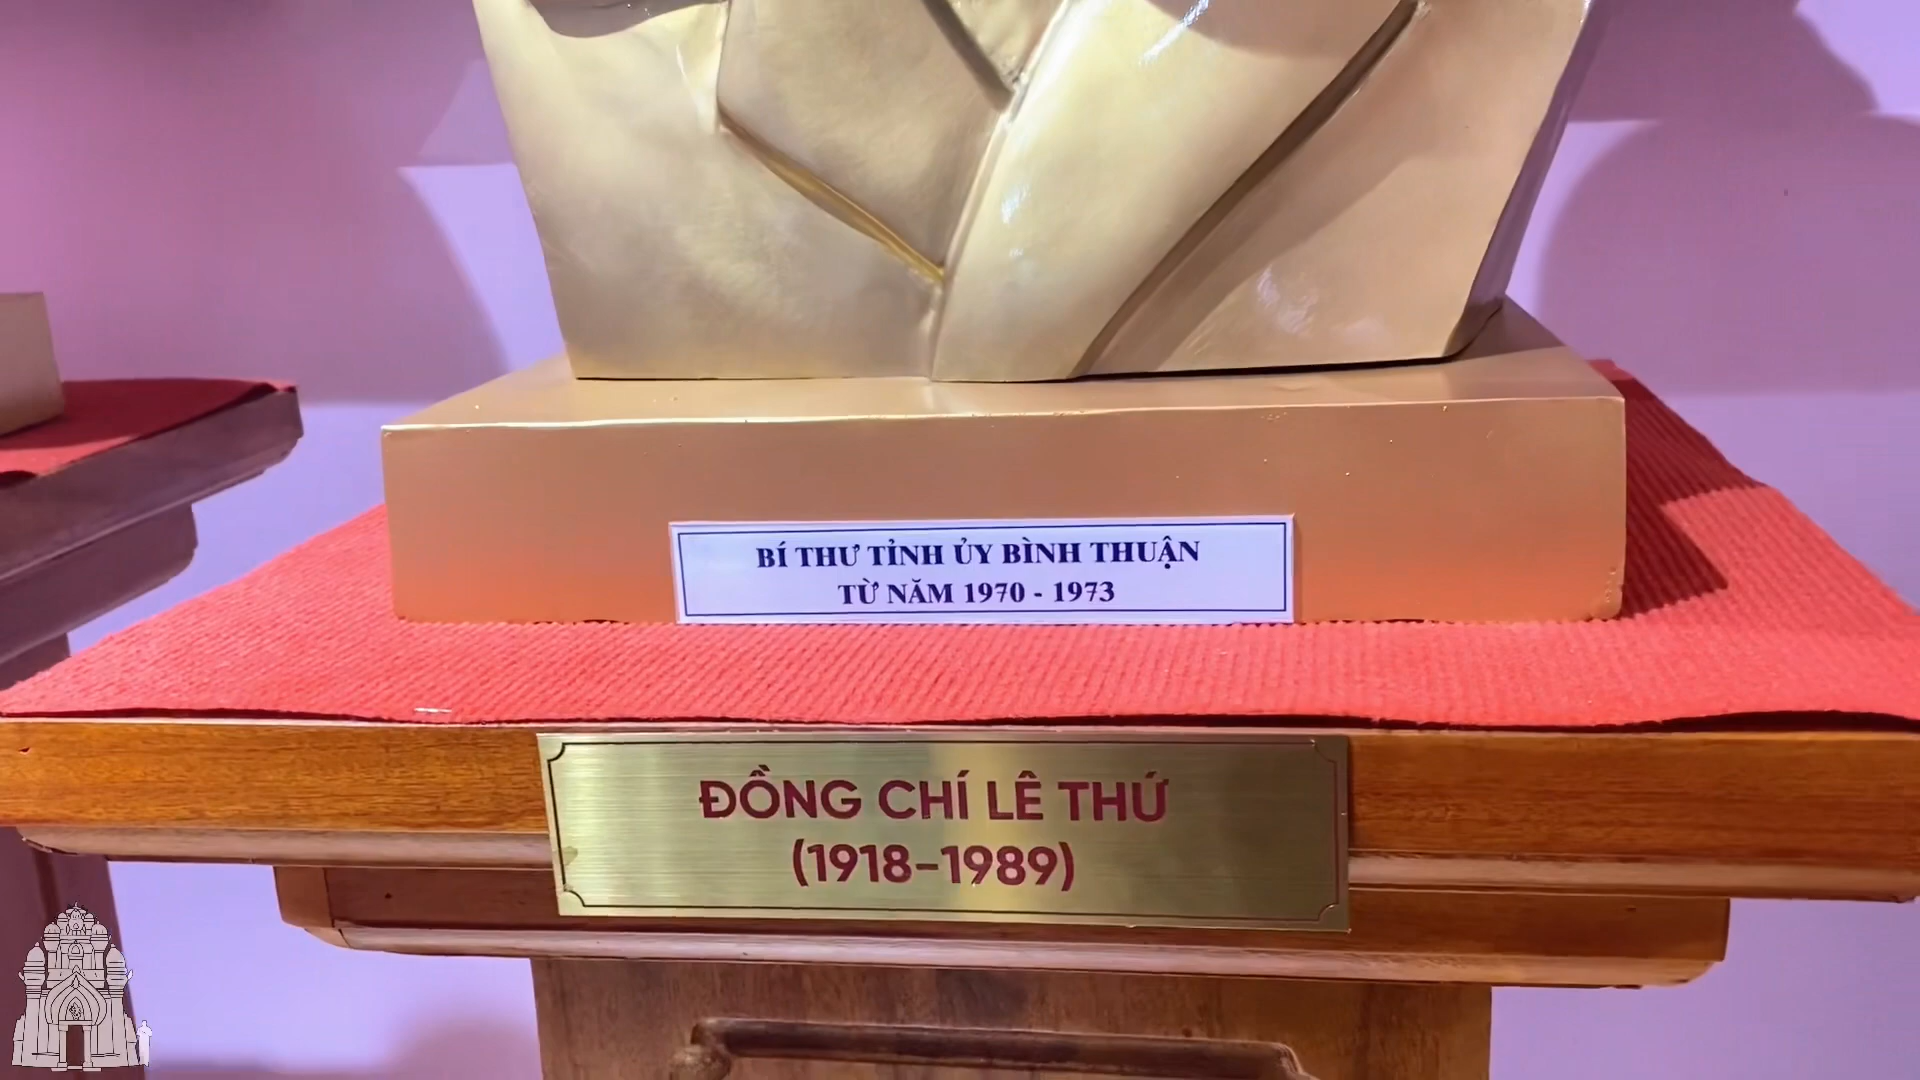 BÍ THƯ TỈNH ỦY BÌNH THUẬN
TỪ NĂM 1970 - 1973
ĐỒNG CHÍ LÊ THỨ
(1918-1989)